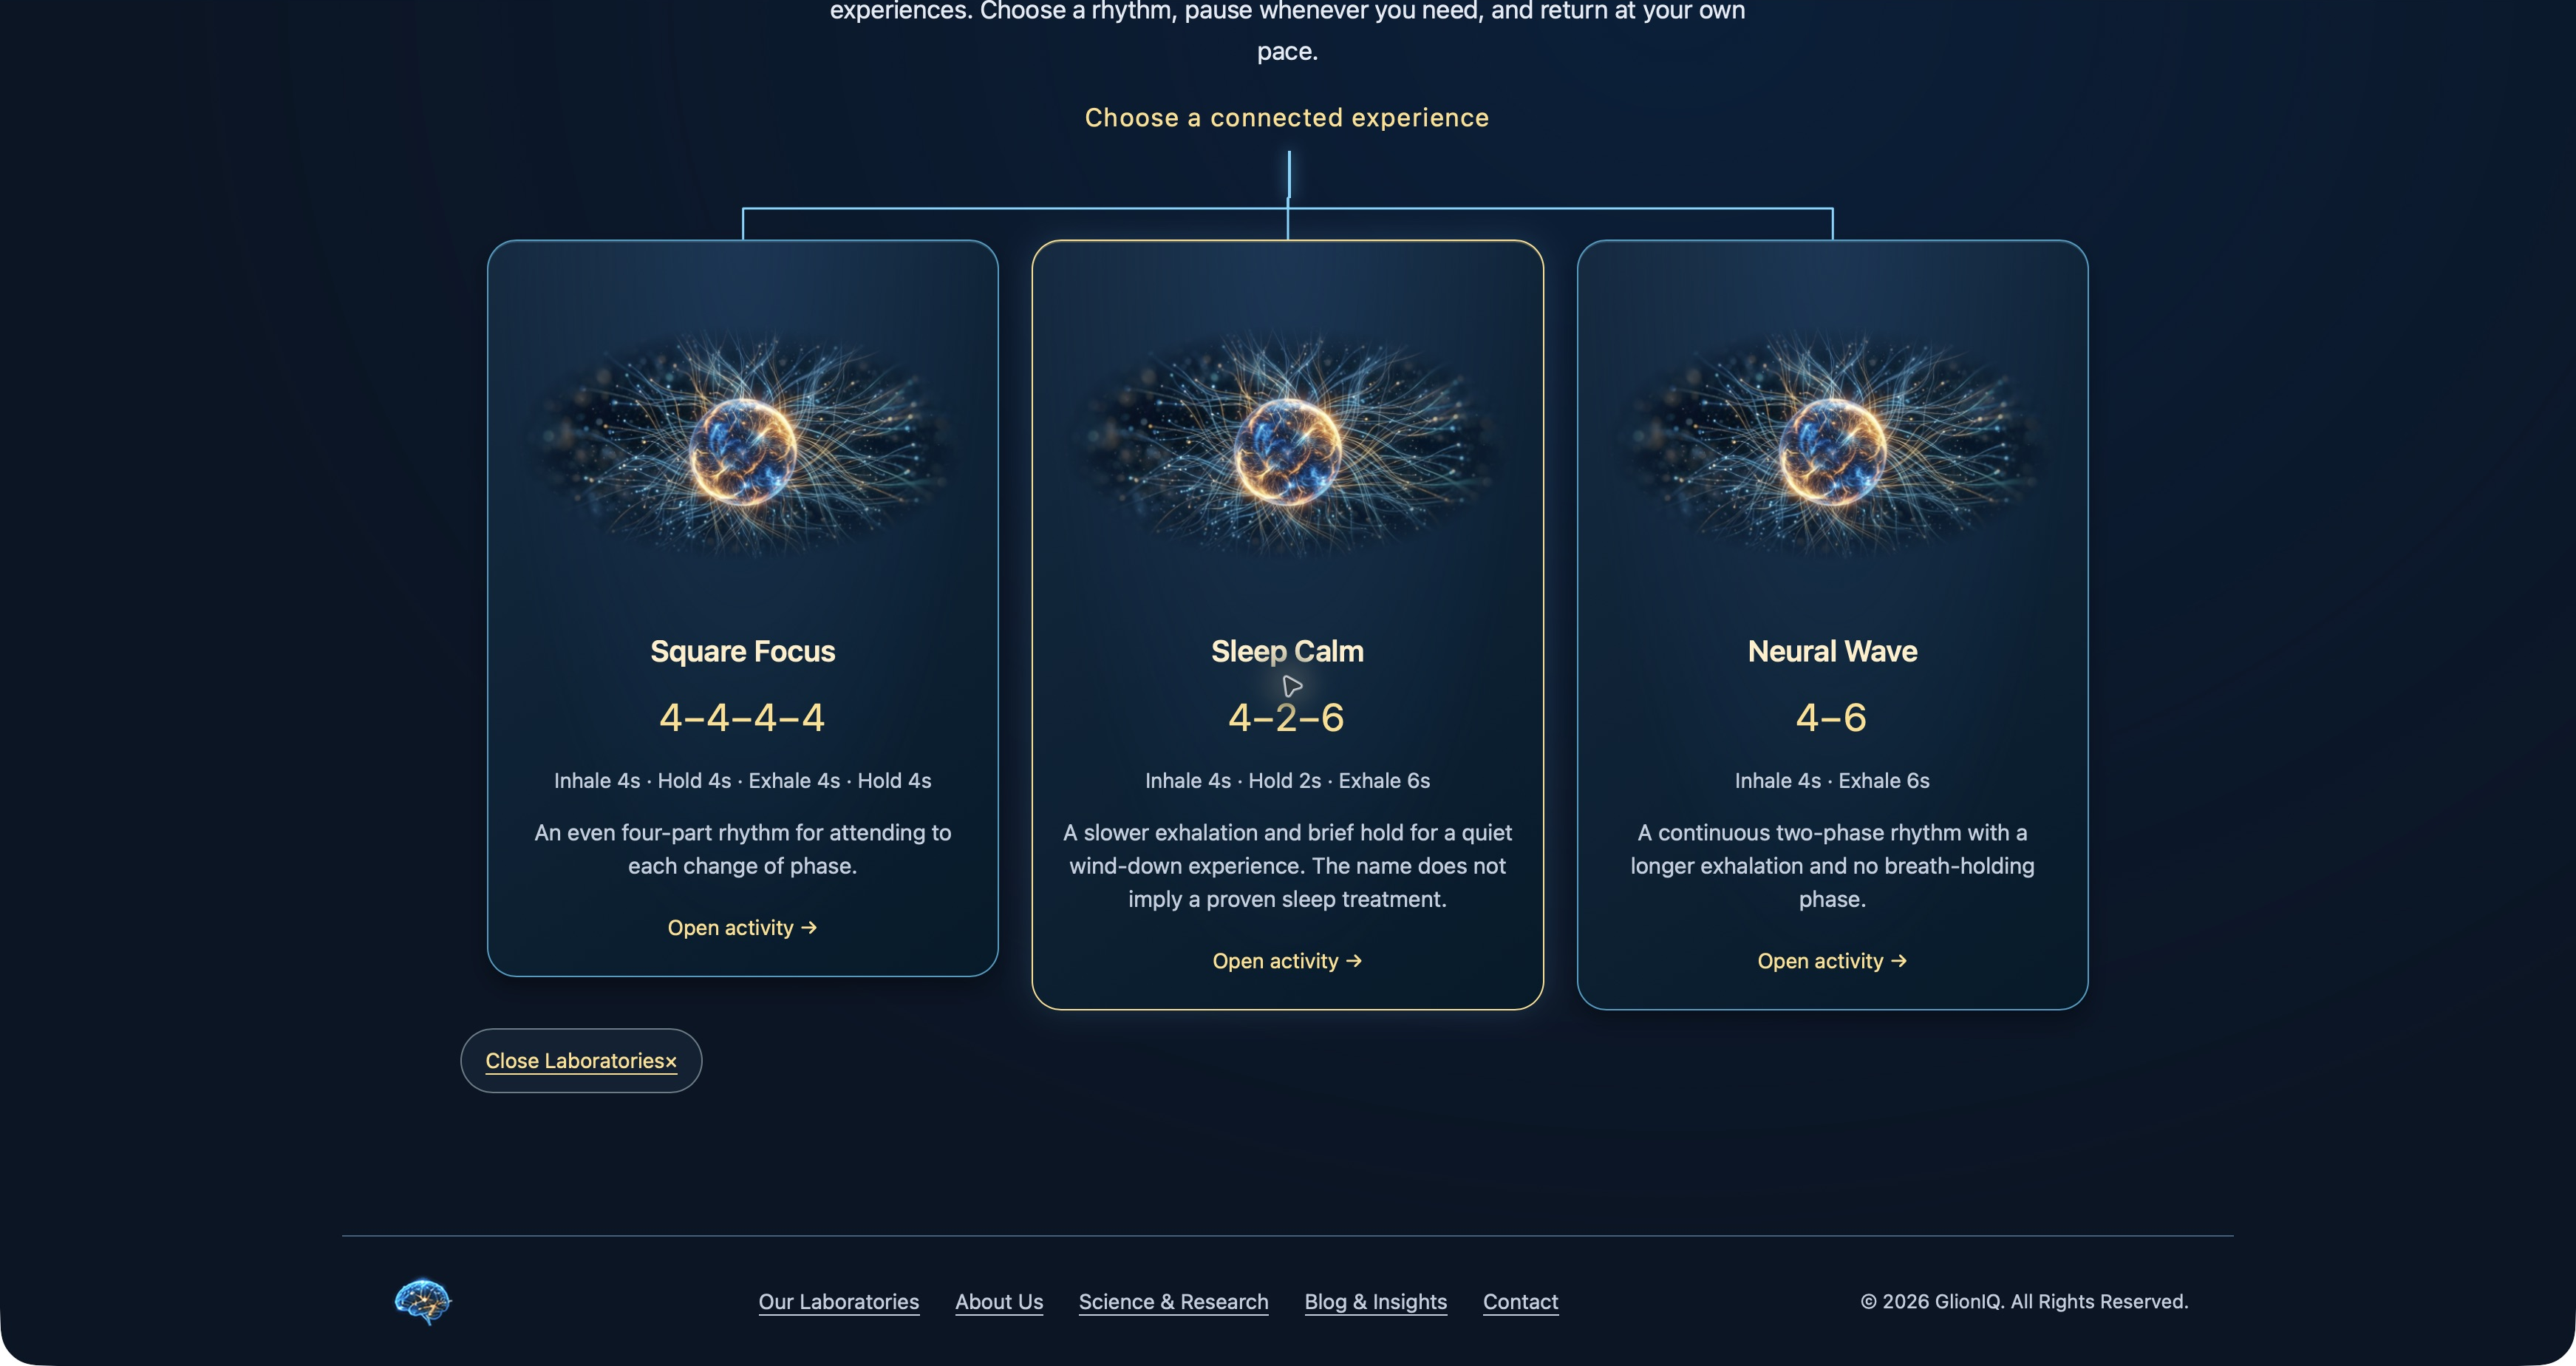 experiences. Choose a rhythm, pause whenever you need, and return at your own
pace.
Choose a connected experience
Square Focus
4–4–4–4
Inhale 4s · Hold 4s · Exhale 4s · Hold 4s
An even four-part rhythm for attending to
each change of phase.
Open activity →
Sleep Calm
4–2–6
Inhale 4s · Hold 2s · Exhale 6s
A slower exhalation and brief hold for a quiet
wind-down experience. The name does not
imply a proven sleep treatment.
Open activity →
Neural Wave
4–6
Inhale 4s · Exhale 6s
A continuous two-phase rhythm with a
longer exhalation and no breath-holding
phase.
Open activity →
Close Laboratories×
Our Laboratories About Us Science & Research Blog & Insights Contact
© 2026 GlionIQ. All Rights Reserved.